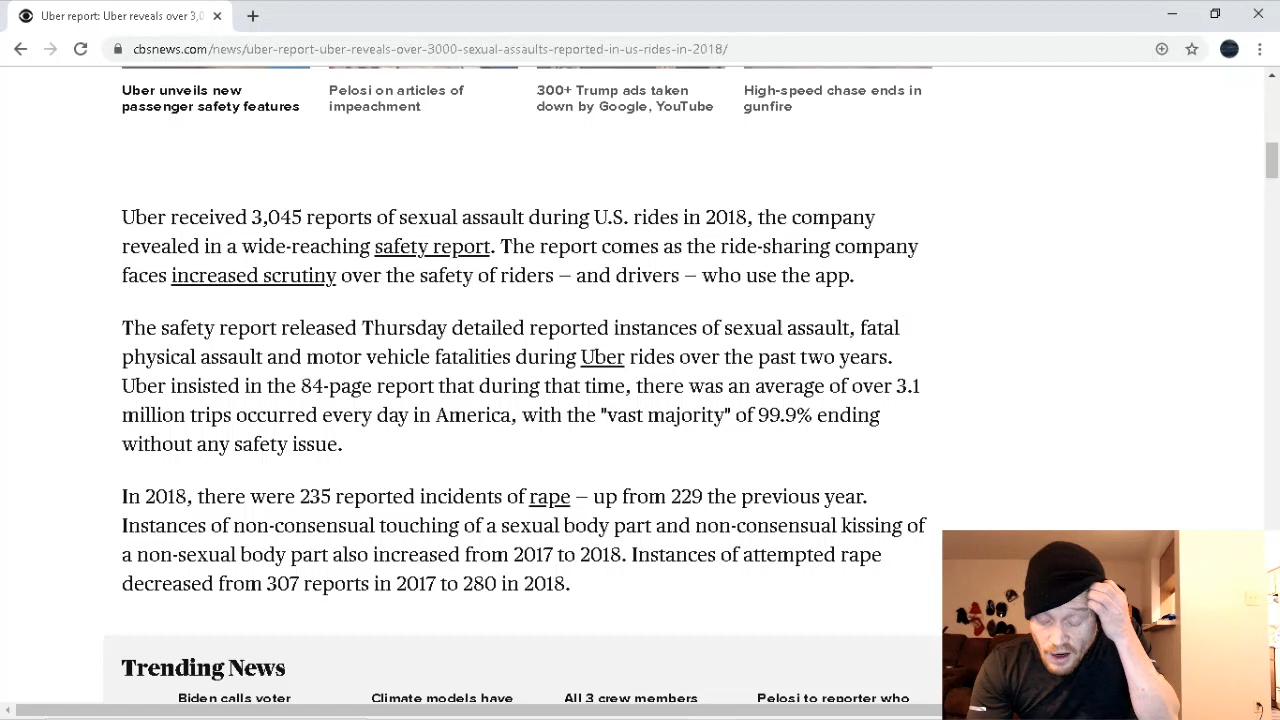 Uber report: Uber reveals over 3,0
cbsnews.com/news/uber-report-uber-reveals-over-3000-sexual-assaults-reported-in-us-rides-in-2018/
Uber unveils new
passenger safety features
Pelosi on articles of
impeachment
300+ Trump ads taken
down by Google, YouTube
High-speed chase ends in
gunfire
Uber received 3,045 reports of sexual assault during U.S. rides in 2018, the company
revealed in a wide-reaching safety report. The report comes as the ride-sharing company
faces increased scrutiny over the safety of riders — and drivers — who use the app.
The safety report released Thursday detailed reported instances of sexual assault, fatal
physical assault and motor vehicle fatalities during Uber rides over the past two years.
Uber insisted in the 84-page report that during that time, there was an average of over 3.1
million trips occurred every day in America, with the "vast majority" of 99.9% ending
without any safety issue.
In 2018, there were 235 reported incidents of rape — up from 229 the previous year.
Instances of non-consensual touching of a sexual body part and non-consensual kissing of
a non-sexual body part also increased from 2017 to 2018. Instances of attempted rape
decreased from 307 reports in 2017 to 280 in 2018.
Trending News
Biden calls voter
Climate models have
All 3 crew members
Pelosi to reporter who